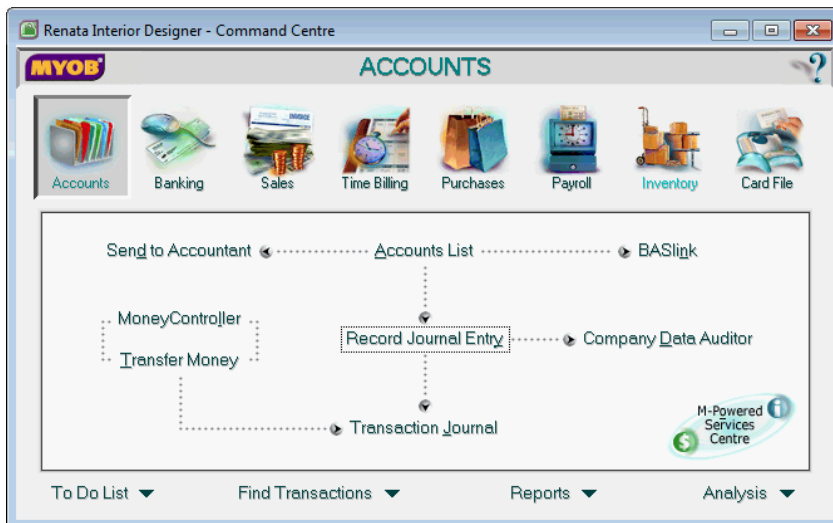 Renata Interior Designer - Command Centre
MYOB
ACCOUNTS
?
INVOICE
Accounts Banking Sales Time Billing Purchases Payroll Inventory Card File
Send to Accountant Accounts List BASlink
MoneyController
Record Journal Entry Company Data Auditor
Transfer Money
Transaction Journal
M-Powered
Services
Centre
i
$
To Do List Find Transactions Reports Analysis